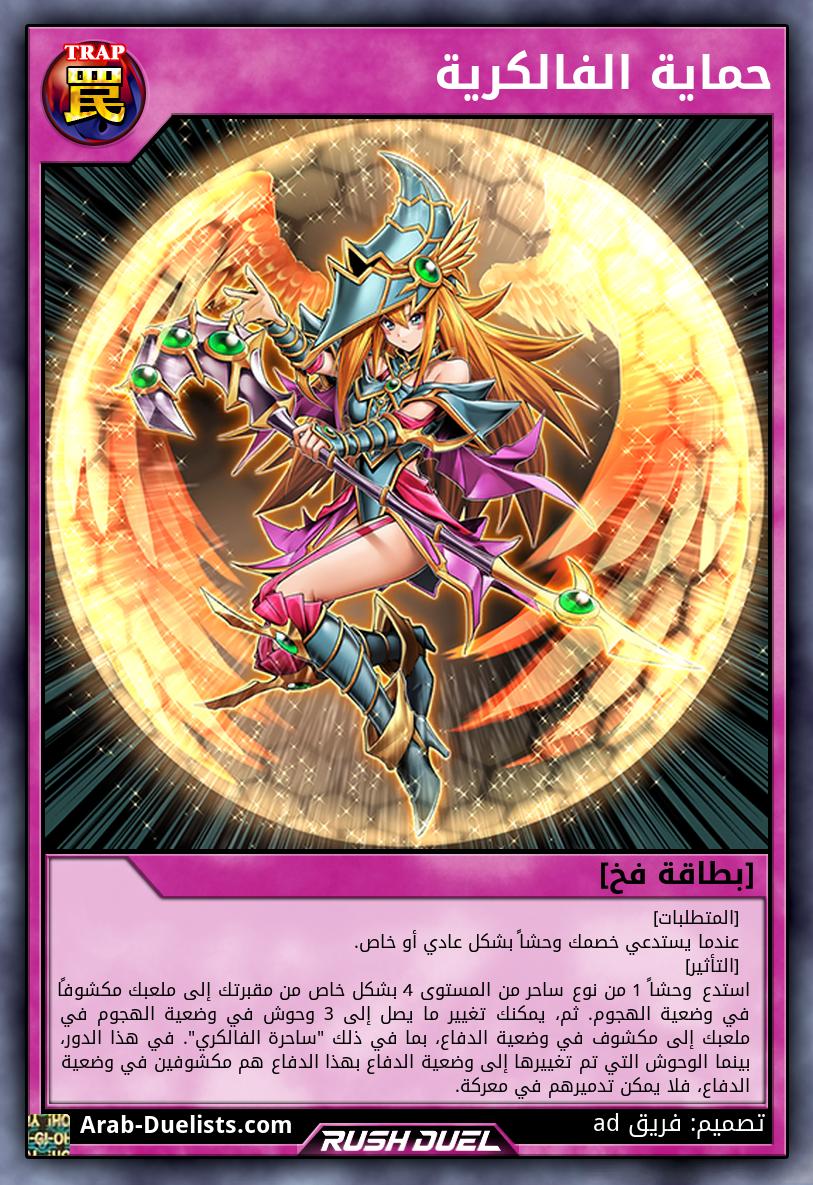 TRAP
罠
حماية الفالكرية
[بطاقة فخ]
[المتطلبات]
عندما يستدعي خصمك وحشاً بشكل عادي أو خاص.
[التأثير]
استدع وحشاً 1 من نوع ساحر من المستوى 4 بشكل خاص من مقبرتك إلى ملعبك مكشوفاً
في وضعية الهجوم. ثم، يمكنك تغيير ما يصل إلى 3 وحوش في وضعية الهجوم في
ملعبك إلى مكشوف في وضعية الدفاع، بما في ذلك "ساحرة الفالكري". في هذا الدور،
بينما الوحوش التي تم تغييرها إلى وضعية الدفاع بهذا الدفاع هم مكشوفين في وضعية
الدفاع، فلا يمكن تدميرهم في معركة.
Arab-Duelists.com
RUSH DUEL
تصميم: فريق ad